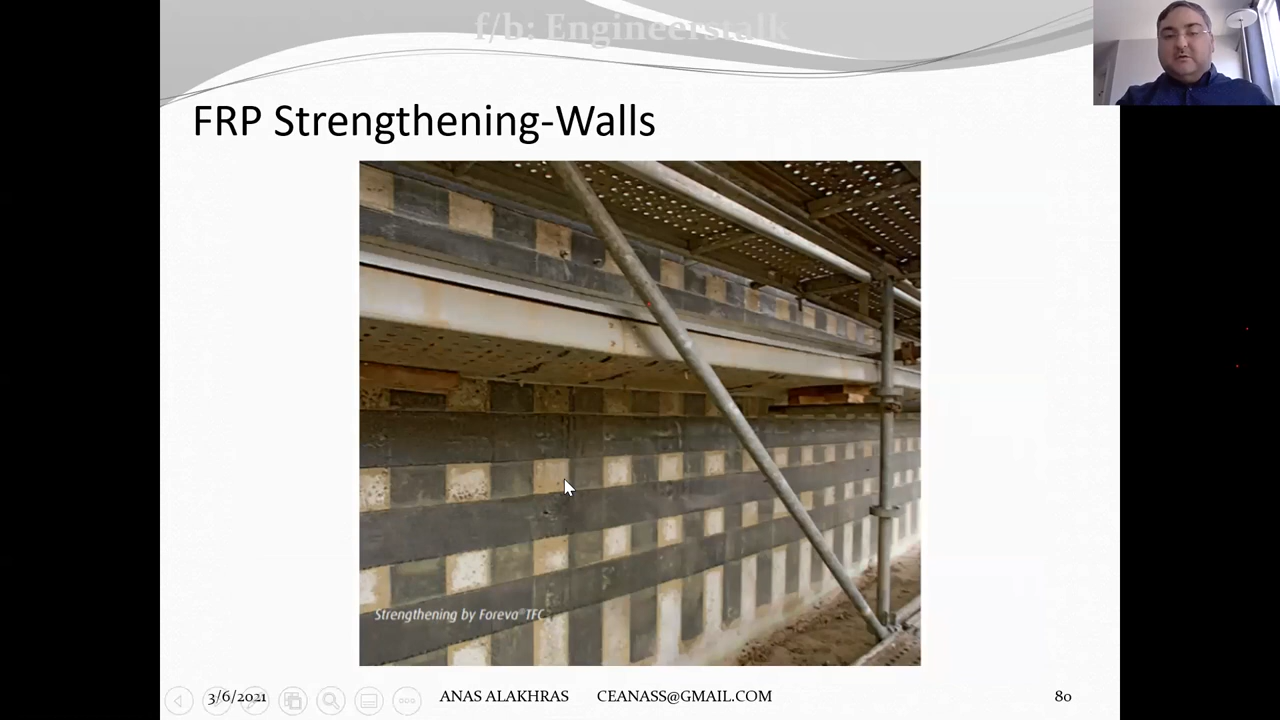 f/b: Engineerstalk
FRP Strengthening-Walls
Strengthening by Foreva® TFC
3/6/2021 ANAS ALAKHRAS CEANASS@GMAIL.COM 80